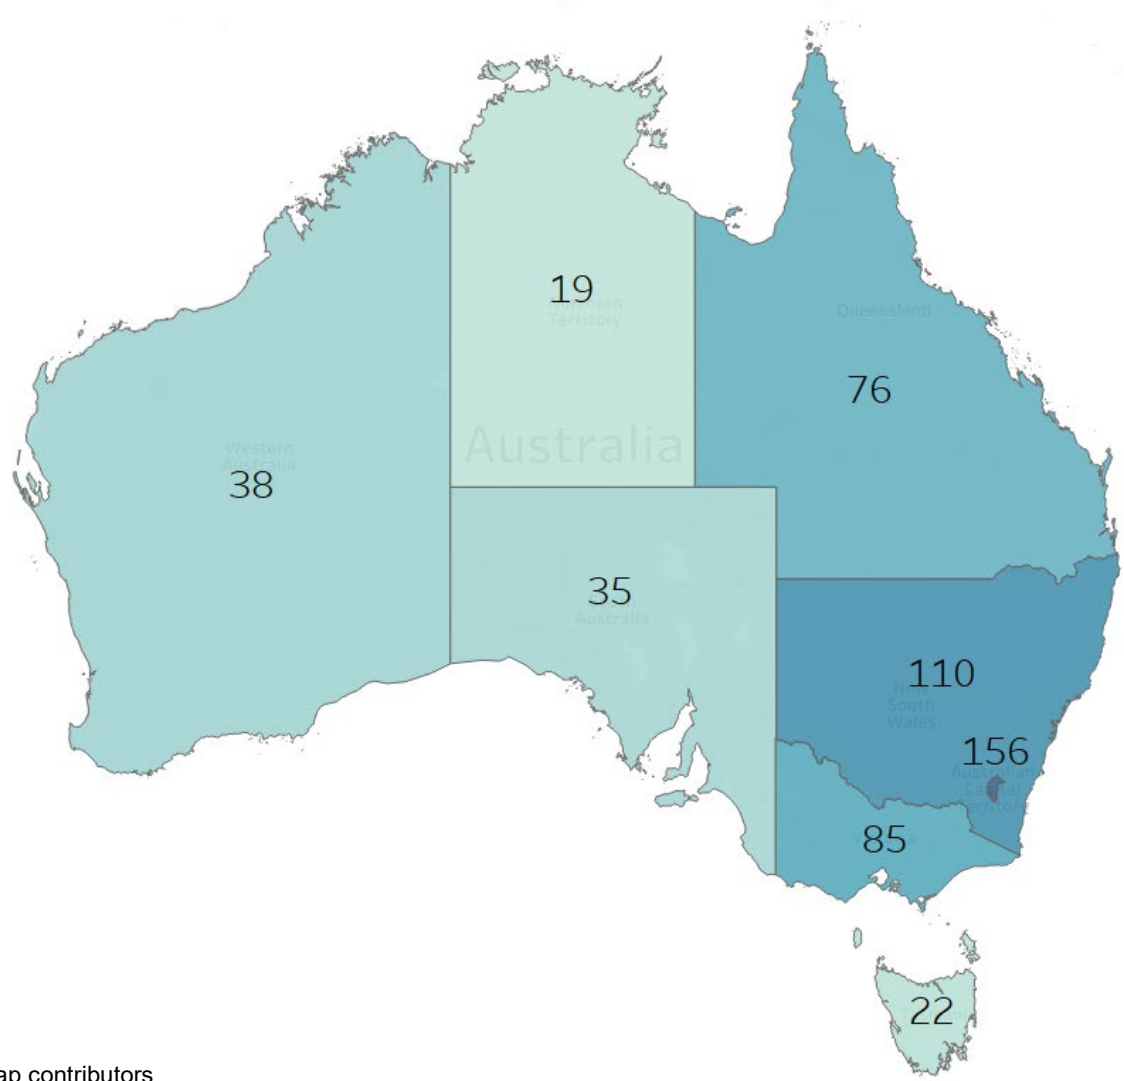 19
Northern
Territory
Queensland
76
Australia
Western
Australia
38
35
Australia
110
New
South
Wales
156
Australian
Capital
Territory
85
22
ap contributors